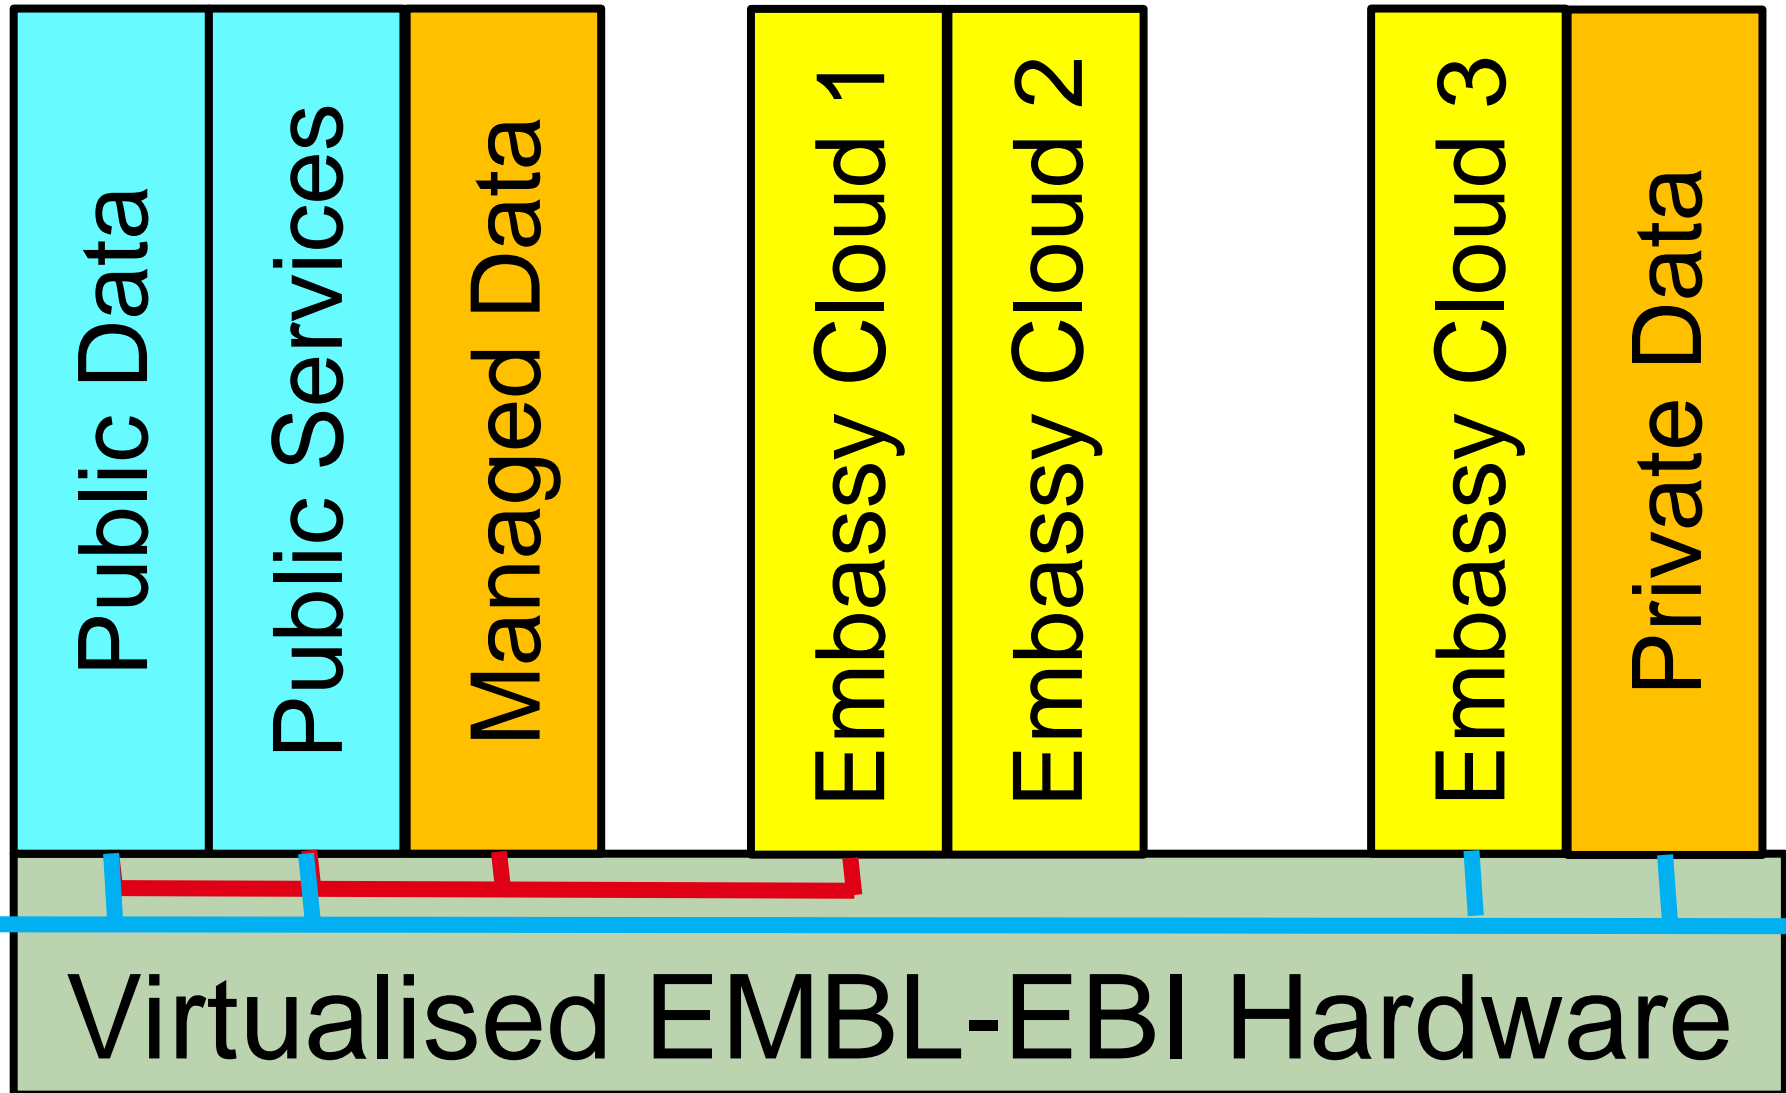 Public Data
Public Services
Managed Data
Embassy Cloud 1
Embassy Cloud 2
Embassy Cloud 3
Private Data
Virtualised EMBL-EBI Hardware